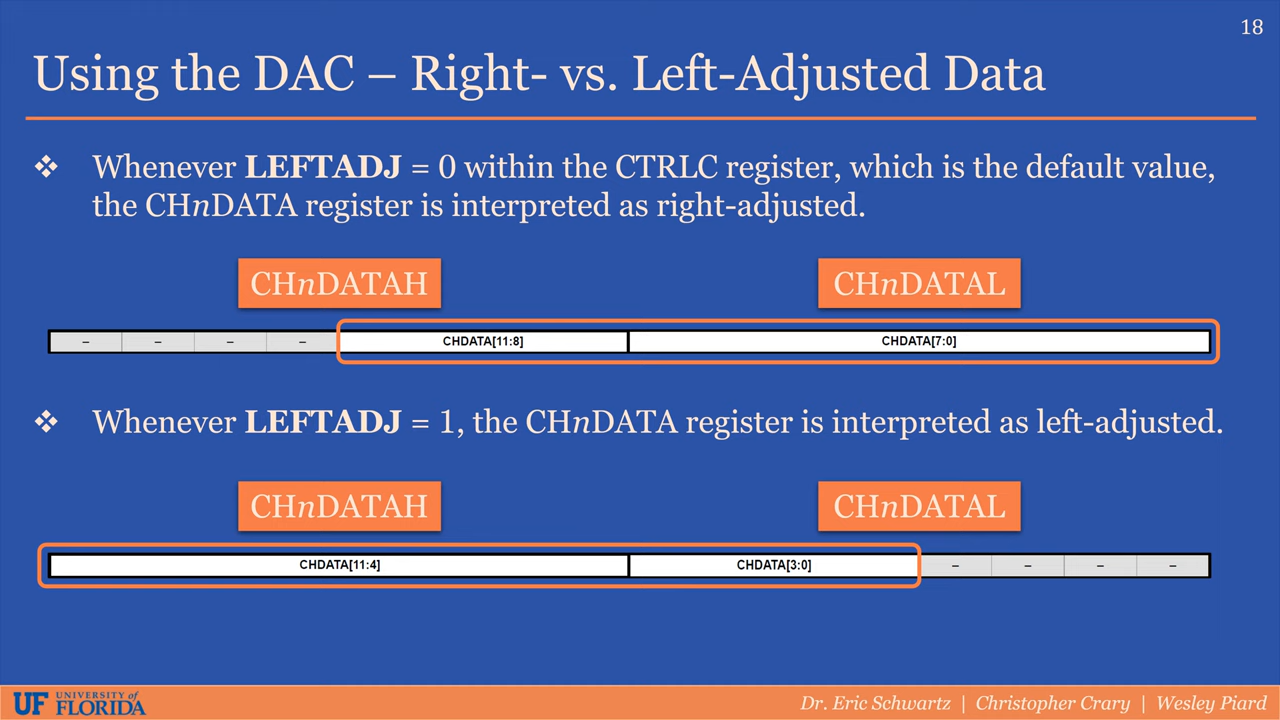 18
Using the DAC – Right- vs. Left-Adjusted Data
❖ Whenever LEFTADJ = 0 within the CTRLC register, which is the default value,
the CHnDATA register is interpreted as right-adjusted.
CHnDATAH CHnDATAL
– – – – CHDATA[11:8] CHDATA[7:0]
❖ Whenever LEFTADJ = 1, the CHnDATA register is interpreted as left-adjusted.
CHnDATAH CHnDATAL
CHDATA[11:4] CHDATA[3:0] – – – –
UF UNIVERSITY of
FLORIDA
Dr. Eric Schwartz | Christopher Crary | Wesley Piard